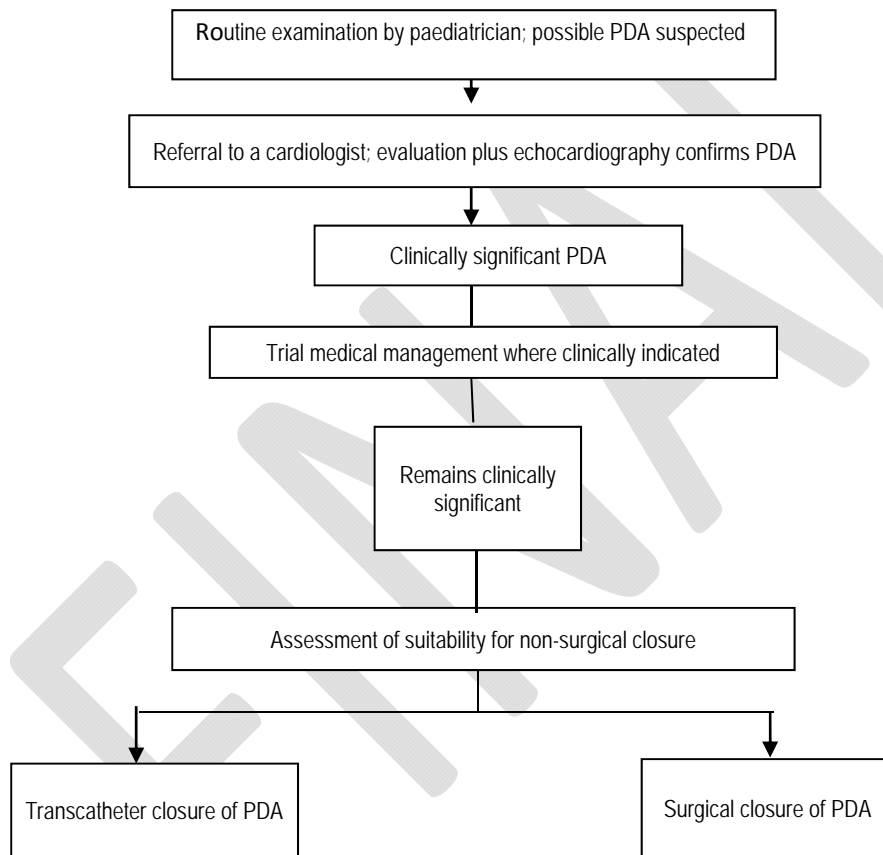 Routine examination by paediatrician; possible PDA suspected
Referral to a cardiologist; evaluation plus echocardiography confirms PDA
Clinically significant PDA
Trial medical management where clinically indicated
Remains clinically
significant
Assessment of suitability for non-surgical closure
Transcatheter closure of PDA
Surgical closure of PDA
FINAL